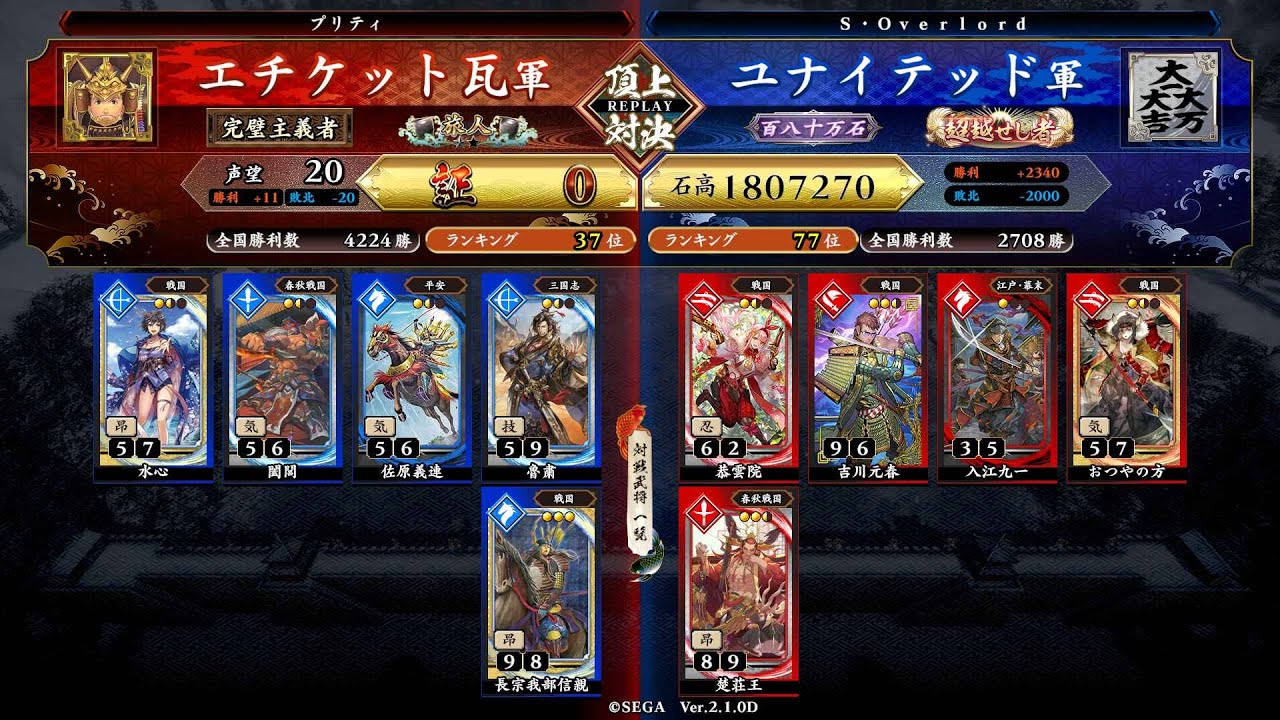 プリティ
S・Overlord
エチケット瓦軍
頂上
REPLAY
対決
ユナイテッド軍
大一大万大吉
完璧主義者
旅人
百八十万石
超越せし者
声望 20
勝利 +11 敗北 -20
証 0
石高 1807270
勝利 +2340
敗北 -2000
全国勝利数 4224勝
ランキング 37位
ランキング 77位
全国勝利数 2708勝
戦国
昴
5 7
水心
春秋戦国
気
5 6
闔閭
平安
気
5 6
佐原義連
三国志
技
5 9
魯粛
戦国
忍
6 2
恭雲院
戦国
9 6
吉川元春
江戸・幕末
3 5
入江九一
戦国
気
5 7
おつやの方
対戦武将一覧
戦国
昴
9 8
長宗我部信親
春秋戦国
昴
8 9
楚荘王
©SEGA Ver.2.1.0D